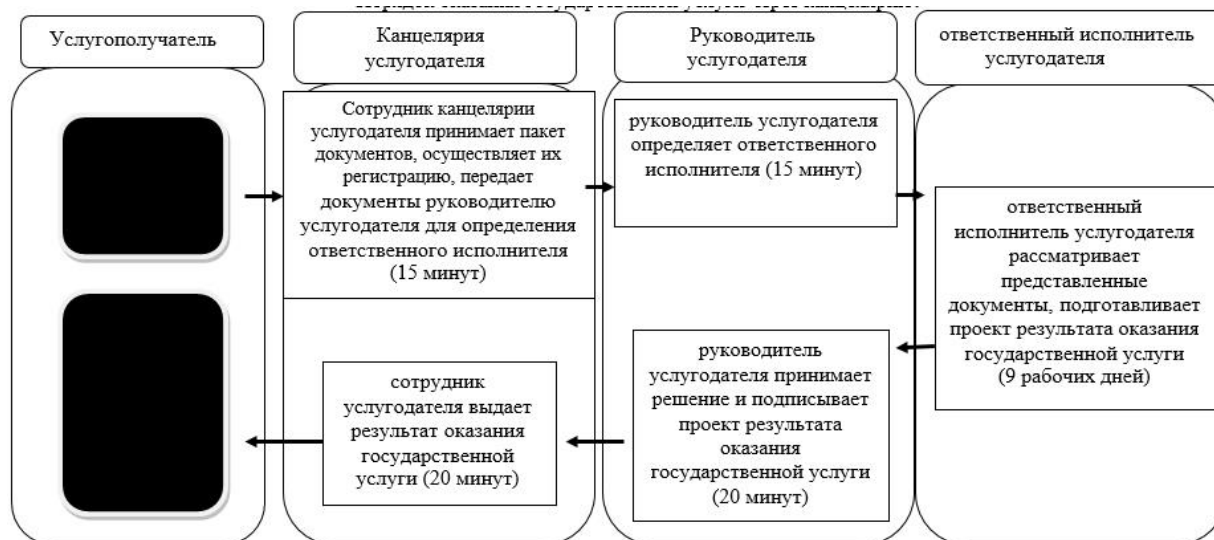 Услугополучатель
Канцелярия
услугодателя
Руководитель
услугодателя
ответственный исполнитель
услугодателя
Сотрудник канцелярии
услугодателя принимает пакет
документов, осуществляет их
регистрацию, передает
документы руководителю
услугодателя для определения
ответственного исполнителя
(15 минут)
руководитель услугодателя
определяет ответственного
исполнителя (15 минут)
ответственный
исполнитель услугодателя
рассматривает
представленные
документы, подготавливает
проект результата оказания
государственной услуги
(9 рабочих дней)
руководитель
услугодателя принимает
решение и подписывает
проект результата
оказания
государственной услуги
(20 минут)
сотрудник
услугодателя выдает
результат оказания
государственной
услуги (20 минут)